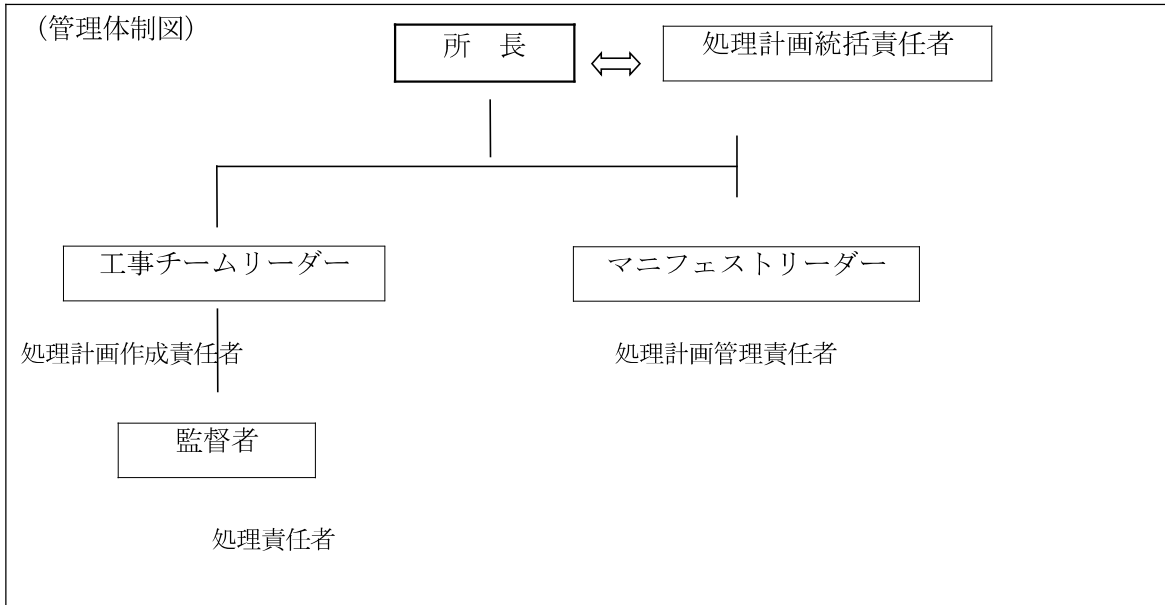 （管理体制図）
所　長
処理計画統括責任者
工事チームリーダー
マニフェストリーダー
処理計画作成責任者
処理計画管理責任者
監督者
処理責任者